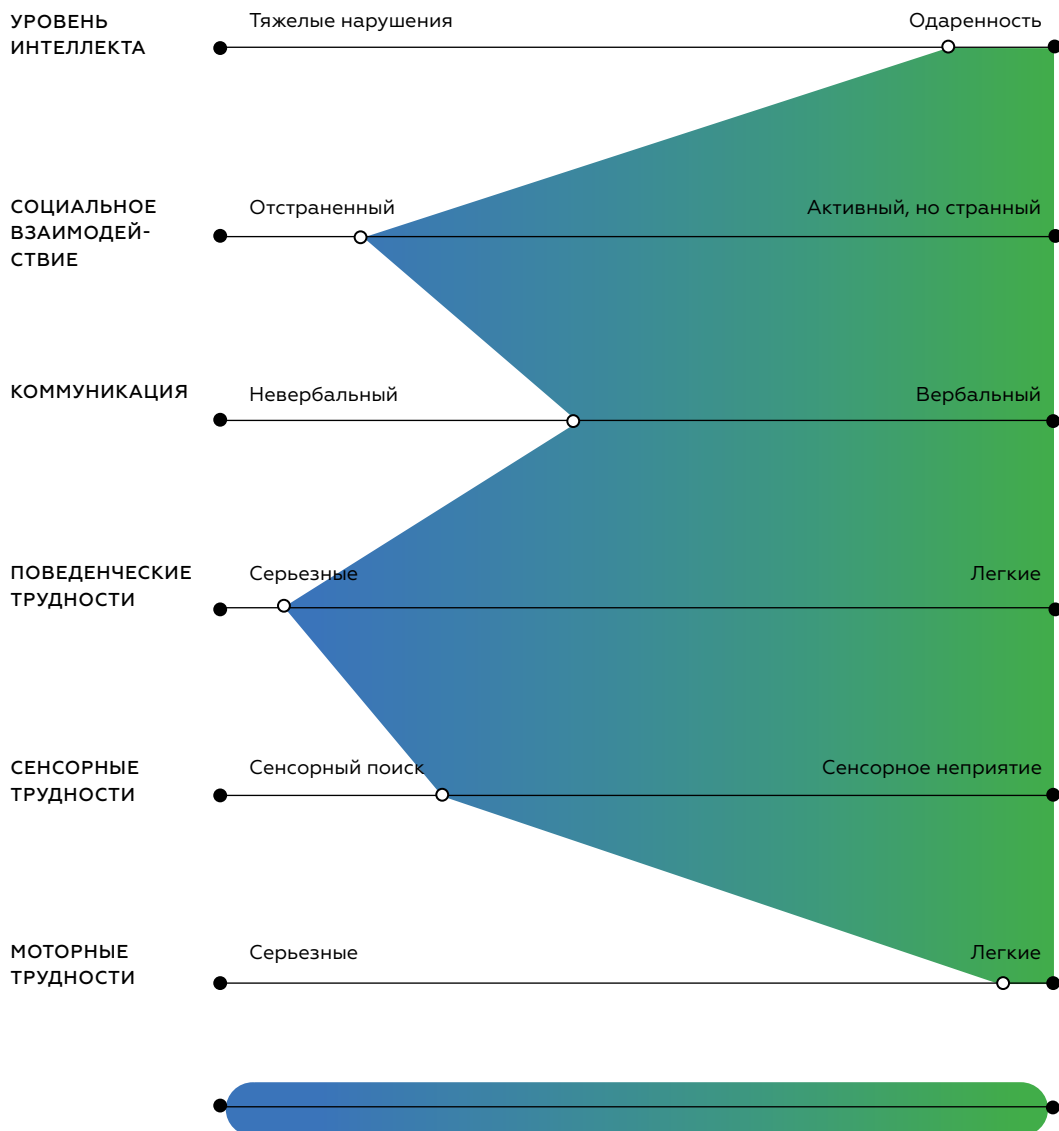 УРОВЕНЬ
ИНТЕЛЛЕКТА
Тяжелые нарушения
Одаренность
СОЦИАЛЬНОЕ
ВЗАИМОДЕЙ-
СТВИЕ
Отстраненный
Активный, но странный
КОММУНИКАЦИЯ
Невербальный
Вербальный
ПОВЕДЕНЧЕСКИЕ
ТРУДНОСТИ
Серьезные
Легкие
СЕНСОРНЫЕ
ТРУДНОСТИ
Сенсорный поиск
Сенсорное неприятие
МОТОРНЫЕ
ТРУДНОСТИ
Серьезные
Легкие